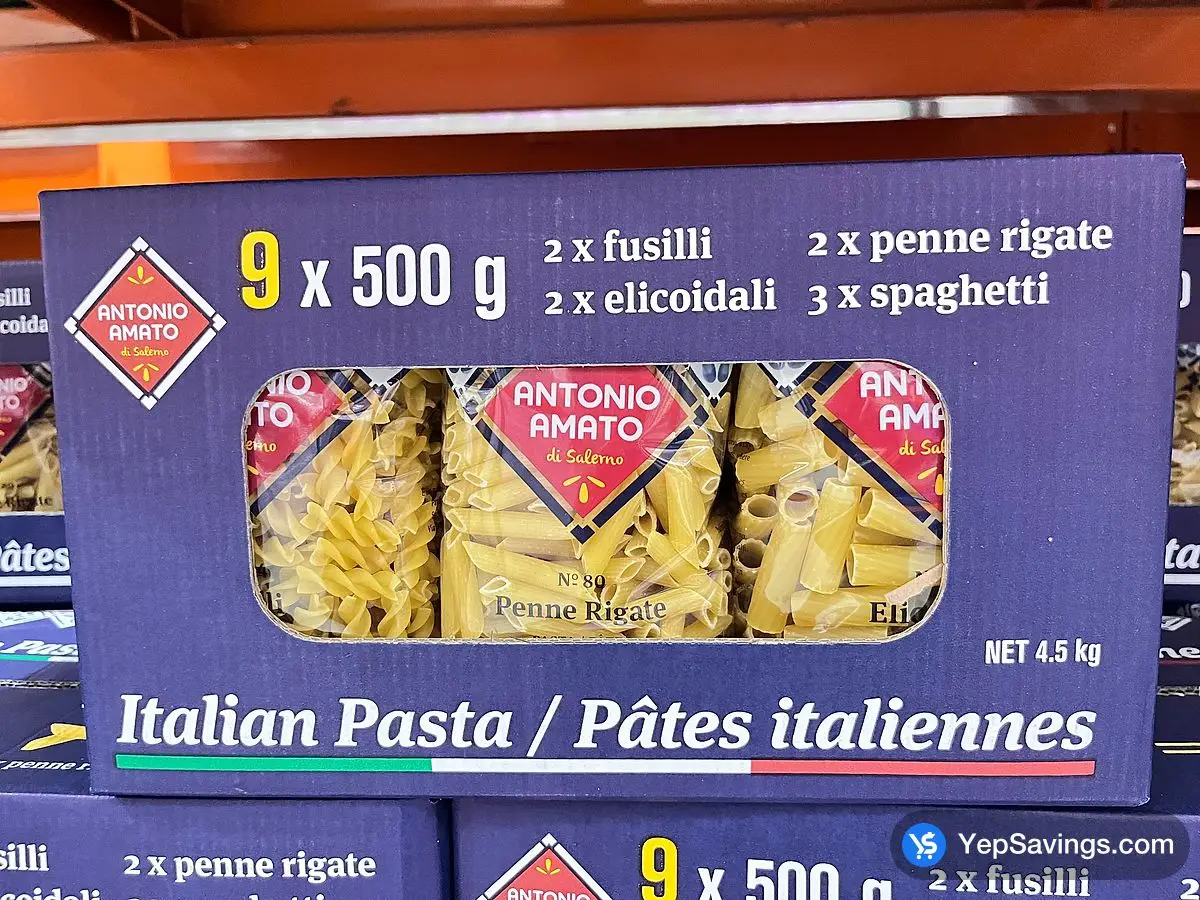 9 x 500 g
2 x fusilli
2 x penne rigate
2 x elicoidali
3 x spaghetti
ANTONIO
AMATO
di Salerno
ANTONIO
AMATO
di Salerno
Nº 80
Penne Rigate
NET 4.5 kg
Italian Pasta / Pâtes italiennes
2 x penne rigate
ANTONIO
9 x 500 g
2 x fusilli
YepSavings.com